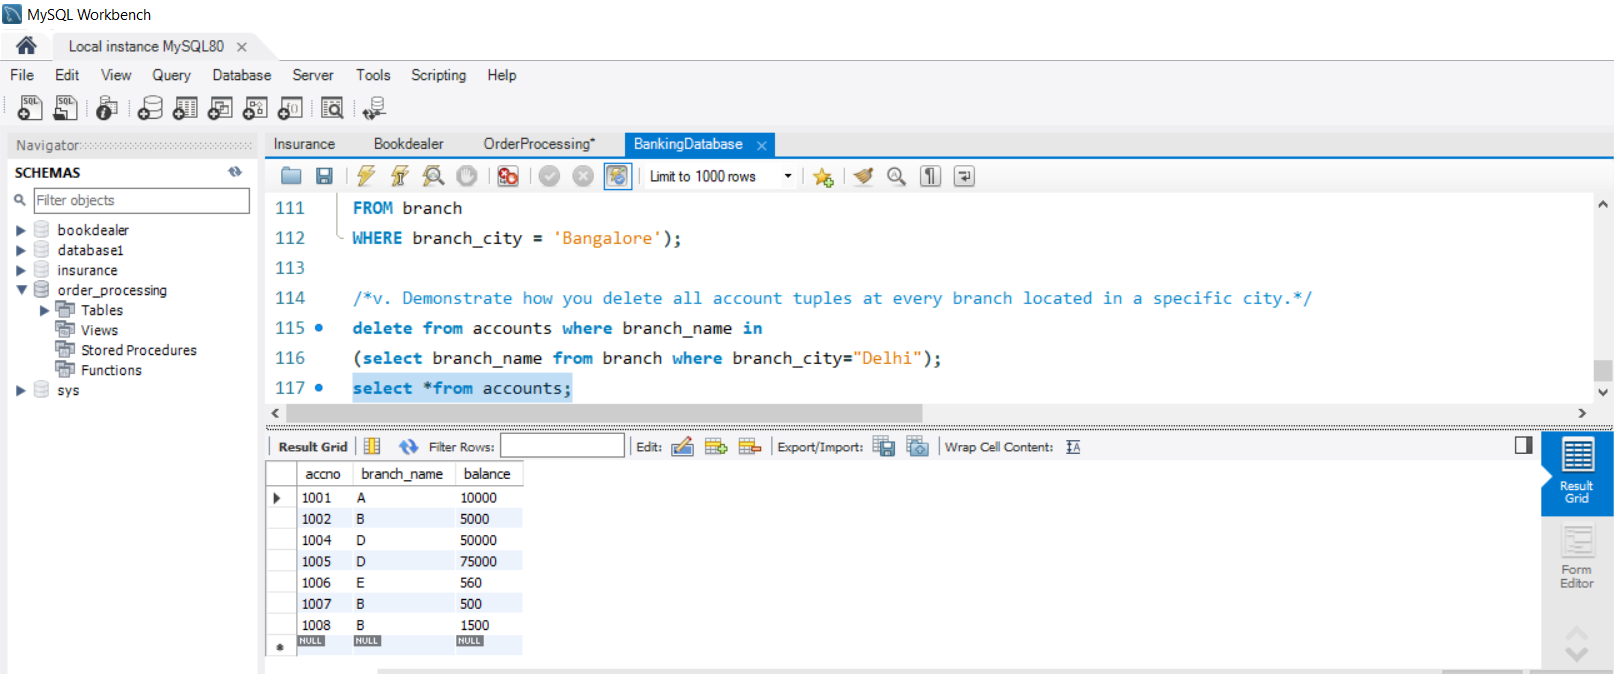 MySQL Workbench
Local instance MySQL80
File Edit View Query Database Server Tools Scripting Help
Navigator
SCHEMAS
Filter objects
bookdealer
database1
insurance
order_processing
Tables
Views
Stored Procedures
Functions
sys
Insurance Bookdealer OrderProcessing* BankingDatabase
Limit to 1000 rows
111 FROM branch
112 WHERE branch_city = 'Bangalore');
113
114 /*v. Demonstrate how you delete all account tuples at every branch located in a specific city.*/
115 delete from accounts where branch_name in
116 (select branch_name from branch where branch_city="Delhi");
117 select *from accounts;
Result Grid Filter Rows: Edit: Export/Import: Wrap Cell Content: IA
accno branch_name balance
1001 A 10000
1002 B 5000
1004 D 50000
1005 D 75000
1006 E 560
1007 B 500
1008 B 1500
NULL NULL NULL
Result
Grid
Form
Editor